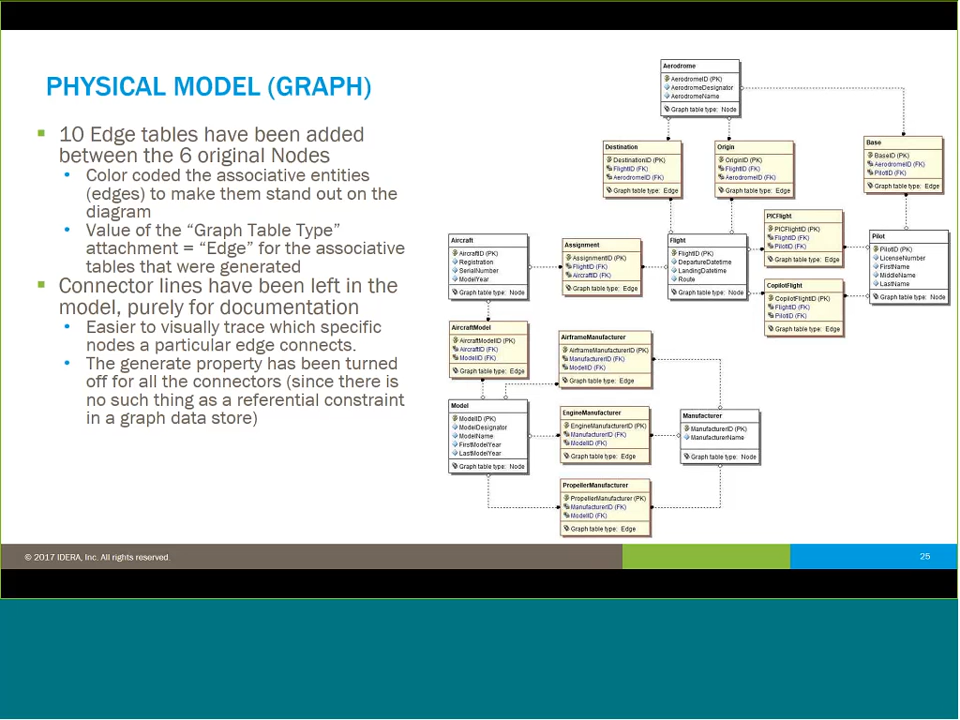 PHYSICAL MODEL (GRAPH)
10 Edge tables have been added
between the 6 original Nodes
Color coded the associative entities
(edges) to make them stand out on the
diagram
Value of the “Graph Table Type”
attachment = “Edge” for the associative
tables that were generated
Connector lines have been left in the
model, purely for documentation
Easier to visually trace which specific
nodes a particular edge connects.
The generate property has been turned
off for all the connectors (since there is
no such thing as a referential constraint
in a graph data store)
Aerodrome
AerodromeID (PK)
AerodromeDesignator
AerodromeName
Graph table type: Node
Destination
DestinationID (PK)
FlightID (FK)
AerodromeID (FK)
Graph table type: Edge
Origin
OriginID (PK)
FlightID (FK)
AerodromeID (FK)
Graph table type: Edge
Base
BaseID (PK)
AerodromeID (FK)
PilotID (FK)
Graph table type: Edge
Aircraft
AircraftID (PK)
Registration
SerialNumber
ModelYear
Graph table type: Node
Assignment
AssignmentID (PK)
FlightID (FK)
AircraftID (FK)
Graph table type: Edge
Flight
FlightID (PK)
DepartureDatetime
LandingDatetime
Route
Graph table type: Node
PICFlight
PICFlightID (PK)
FlightID (FK)
PilotID (FK)
Graph table type: Edge
CopilotFlight
CopilotFlightID (PK)
FlightID (FK)
PilotID (FK)
Graph table type: Edge
Pilot
PilotID (PK)
LicenseNumber
FirstName
MiddleName
LastName
Graph table type: Node
AircraftModel
AircraftModelID (PK)
AircraftID (FK)
ModelID (FK)
Graph table type: Edge
AirframeManufacturer
AirframeManufacturerID (PK)
ManufacturerID (FK)
ModelID (FK)
Graph table type: Edge
Model
ModelID (PK)
ModelDesignator
ModelName
FirstModelYear
LastModelYear
Graph table type: Node
EngineManufacturer
EngineManufacturerID (PK)
ManufacturerID (FK)
ModelID (FK)
Graph table type: Edge
Manufacturer
ManufacturerID (PK)
ManufacturerName
Graph table type: Node
PropellerManufacturer
PropellerManufacturer (PK)
ManufacturerID (FK)
ModelID (FK)
Graph table type: Edge
© 2017 IDERA, Inc. All rights reserved.
25